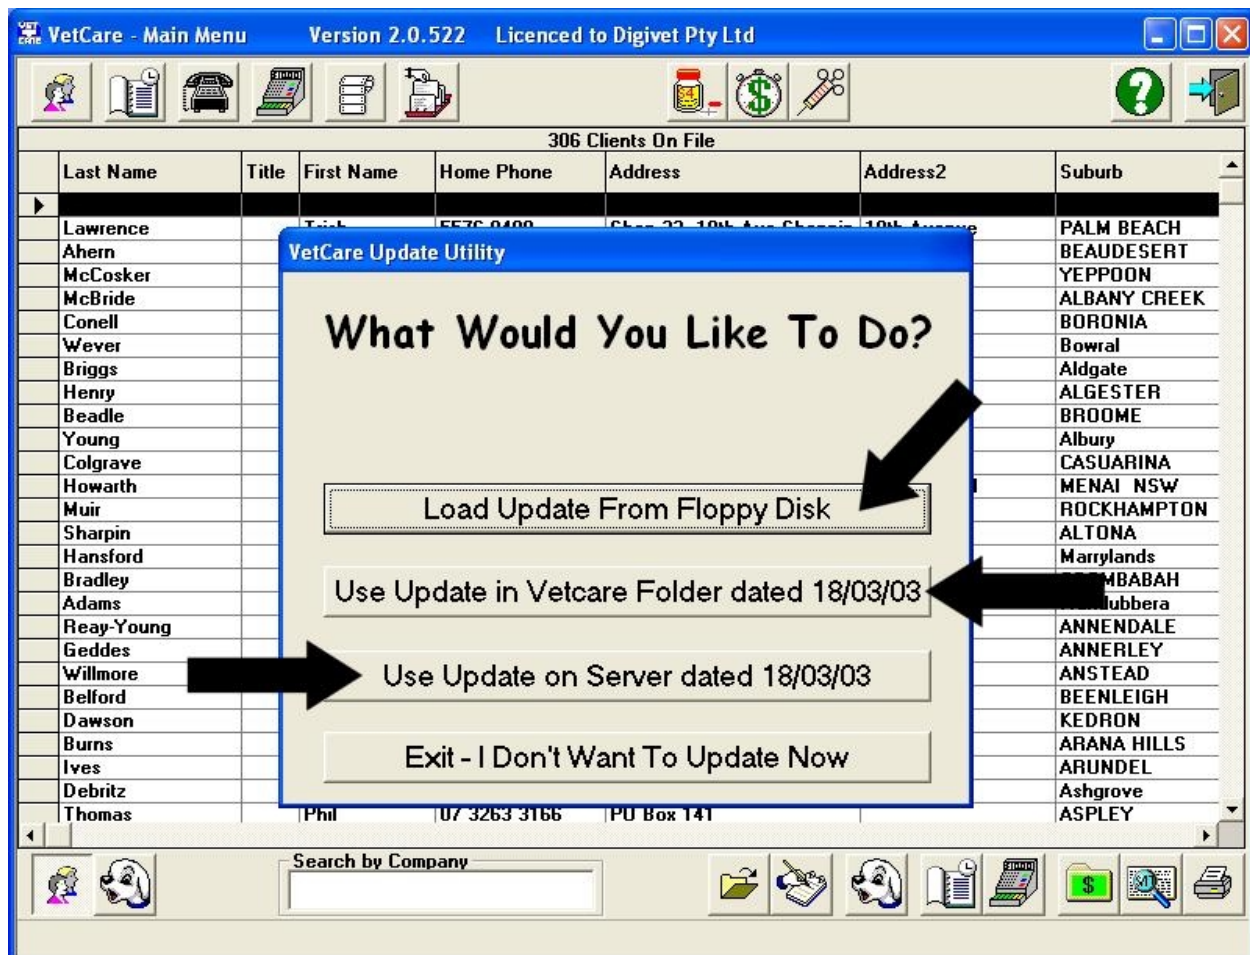 VetCare - Main Menu Version 2.0.522 Licenced to Digivet Pty Ltd
306 Clients On File
Last Name Title First Name Home Phone Address Address2 Suburb
Lawrence PALM BEACH
Ahern BEAUDESERT
McCosker YEPPOON
McBride ALBANY CREEK
Conell BORONIA
Wever Bowral
Briggs Aldgate
Henry ALGESTER
Beadle BROOME
Young Albury
Colgrave CASUARINA
Howarth MENAI NSW
Muir ROCKHAMPTON
Sharpin ALTONA
Hansford Marrylands
Bradley
Adams
Reay-Young ANNENDALE
Geddes ANNERLEY
Willmore ANSTEAD
Belford BEENLEIGH
Dawson KEDRON
Burns ARANA HILLS
Ives ARUNDEL
Debritz Ashgrove
Thomas Phil 07 3263 3166 PO Box 141 ASPLEY
VetCare Update Utility
What Would You Like To Do?
Load Update From Floppy Disk
Use Update in Vetcare Folder dated 18/03/03
Use Update on Server dated 18/03/03
Exit - I Don't Want To Update Now
Search by Company